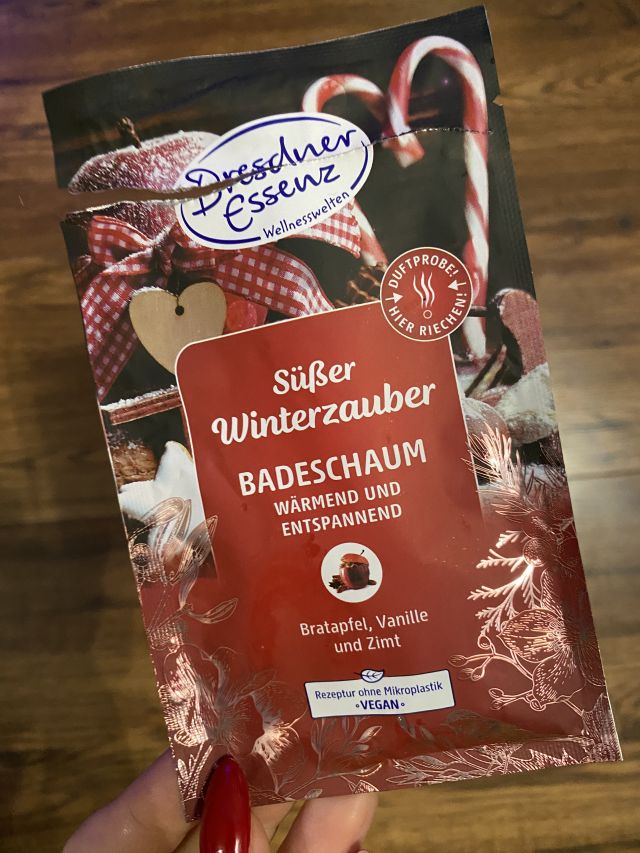 Dresdner
Essenz
Wellnesswelten
DUFTPROBE!
HIER RIECHEN!
Süßer
Winterzauber
BADESCHAUM
WÄRMEND UND
ENTSPANNEND
Bratapfel, Vanille
und Zimt
Rezeptur ohne Mikroplastik
•VEGAN•